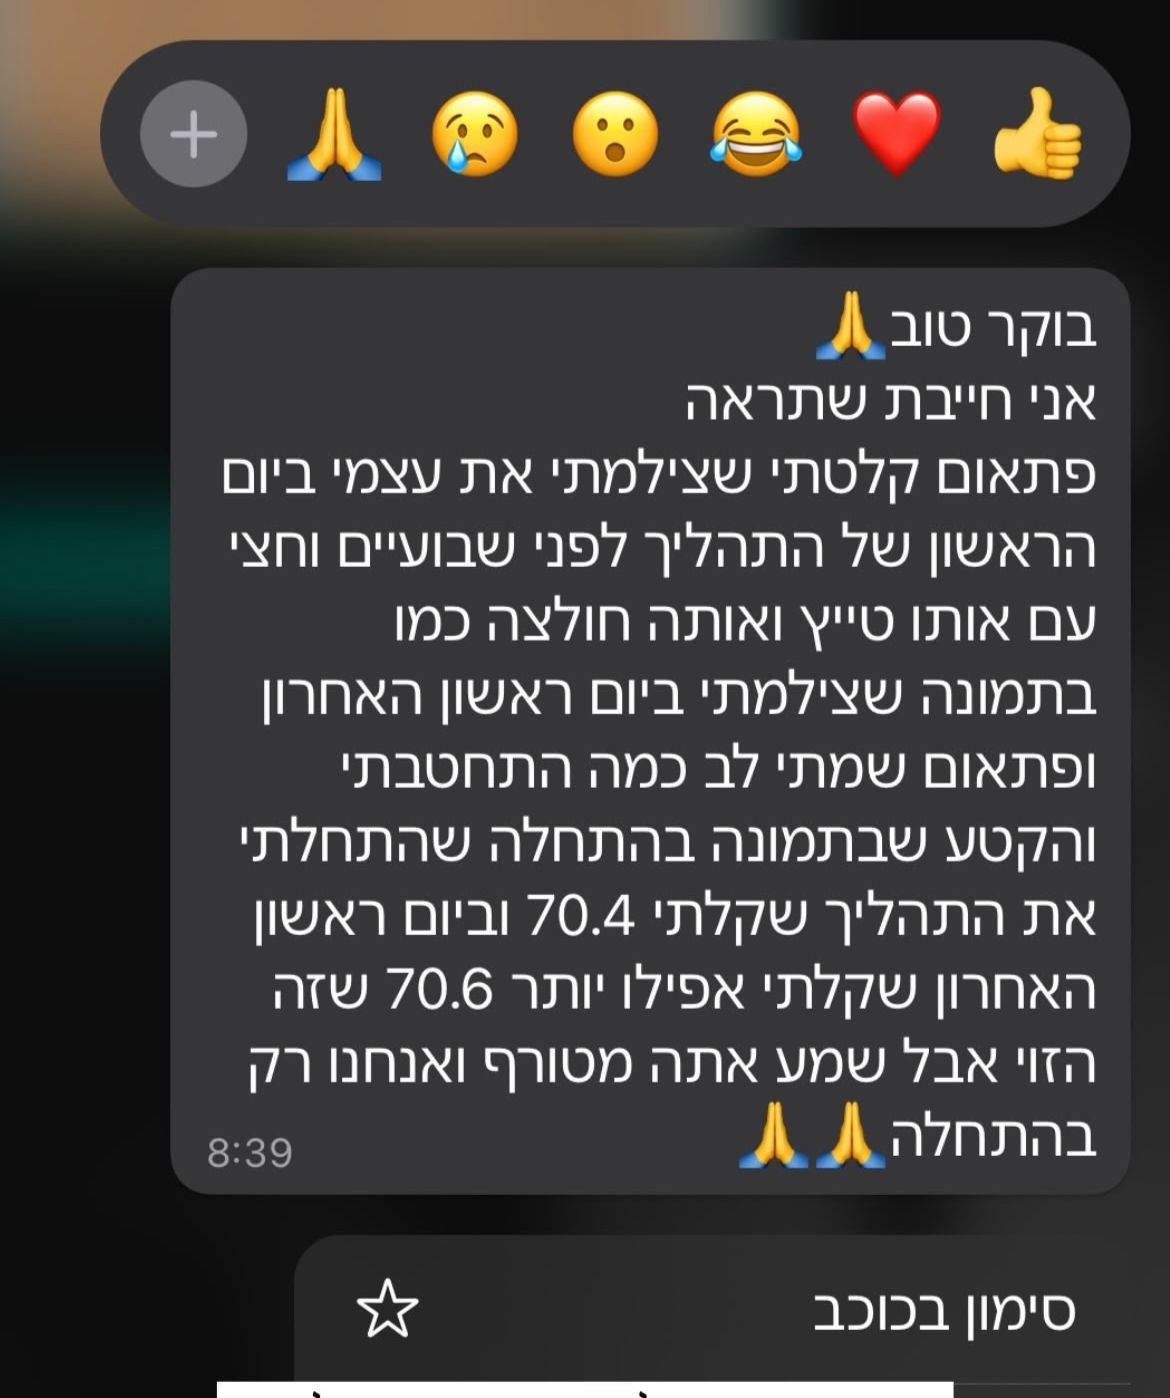 בוקר טוב🙏
אני חייבת שתראה
פתאום קלטתי שצילמתי את עצמי ביום
הראשון של התהליך לפני שבועיים וחצי
עם אותו טייץ ואותה חולצה כמו
בתמונה שצילמתי ביום ראשון האחרון
ופתאום שמתי לב כמה התחטבתי
והקטע שבתמונה בהתחלה שהתחלתי
את התהליך שקלתי 70.4 וביום ראשון
האחרון שקלתי אפילו יותר 70.6 שזה
הזוי אבל שמע אתה מטורף ואנחנו רק
בהתחלה🙏🙏
8:39
סימון בכוכב